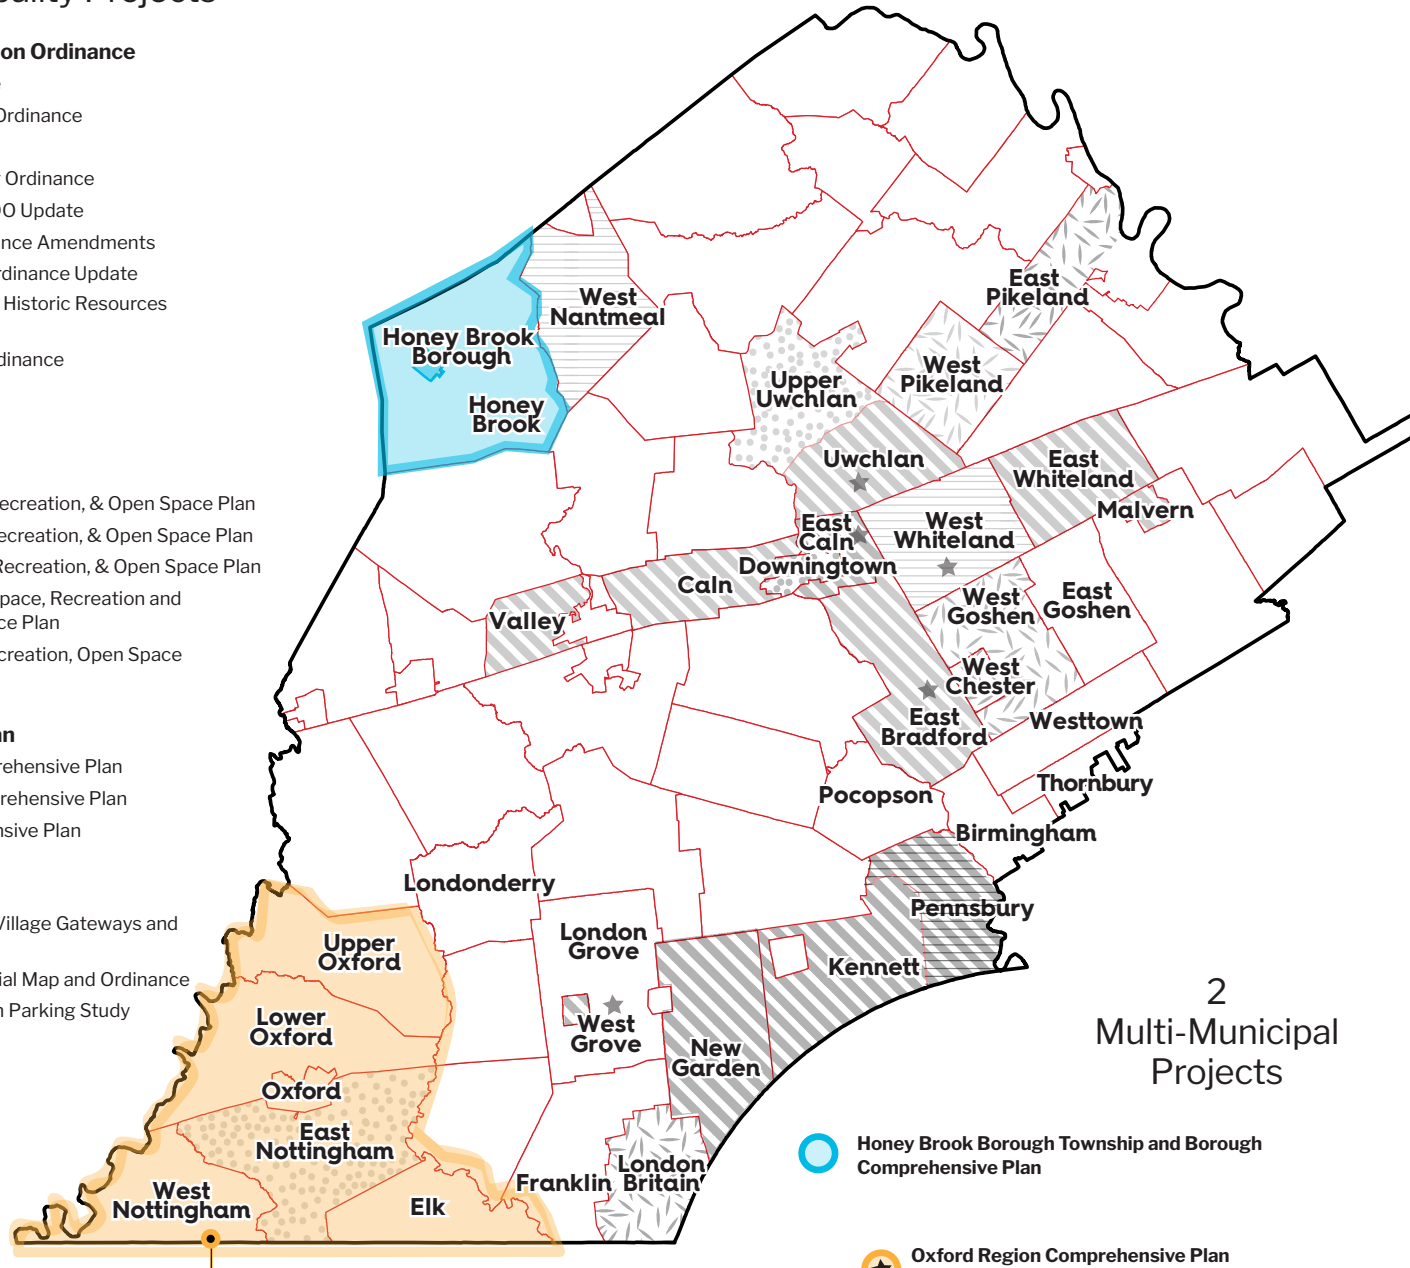 on Ordinance
Ordinance
Ordinance
O Update
nce Amendments
rdinance Update
Historic Resources
dinance
ecreation, & Open Space Plan
ecreation, & Open Space Plan
Recreation, & Open Space Plan
pace, Recreation and
ce Plan
creation, Open Space
an
rehensive Plan
rehensive Plan
nsive Plan
Village Gateways and
ial Map and Ordinance
n Parking Study
West
Nantmeal
Honey Brook
Borough
Honey
Brook
East
Pikeland
West
Pikeland
Upper
Uwchlan
Uwchlan
East
Whiteland
Malvern
West
Whiteland
East
Caln
Downingtown
Caln
Valley
West
Goshen
East
Goshen
West
Chester
East
Bradford
Westtown
Thornbury
Pocopson
Birmingham
Londonderry
Pennsbury
London
Grove
Kennett
West
Grove
New
Garden
Upper
Oxford
Lower
Oxford
Oxford
East
Nottingham
West
Nottingham
Elk
Franklin
London
Britain
2
Multi-Municipal
Projects
Honey Brook Borough Township and Borough
Comprehensive Plan
Oxford Region Comprehensive Plan